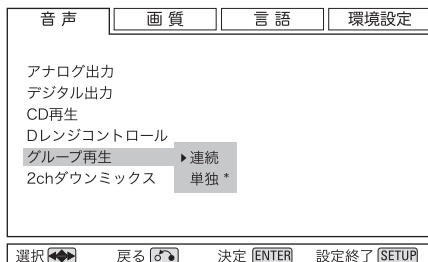 音声 画質 言語 環境設定
アナログ出力
デジタル出力
CD再生
Dレンジコントロール
グループ再生 ▶連続
2chダウンミックス 単独 *
選択 戻る 決定 ENTER 設定終了 SETUP